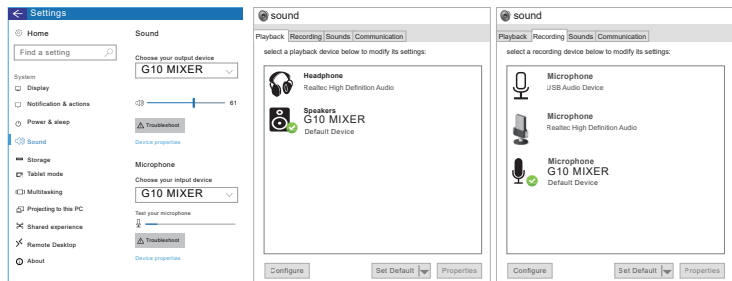 Settings
Home
Find a setting
System
Display
Notification & actions
Power & sleep
Sound
Storage
Tablet mode
Multitasking
Projecting to this PC
Shared experience
Remote Desktop
About
Sound
Choose your output device
G10 MIXER
61
Troubleshoot
Device properties
Microphone
Choose your intput device
G10 MIXER
Test your microphone
Troubleshoot
Device properties
sound
Playback Recording Sounds Communication
select a playback device below to modify its settings:
Headphone
Realtec High Definition Audio
Speakers
G10 MIXER
Default Device
Configure Set Default Properties
sound
Playback Recording Sounds Communication
select a recording device below to modify its settings:
Microphone
USB Audio Device
Microphone
Realtec High Definition Audio
Microphone
G10 MIXER
Default Device
Configure Set Default Properties